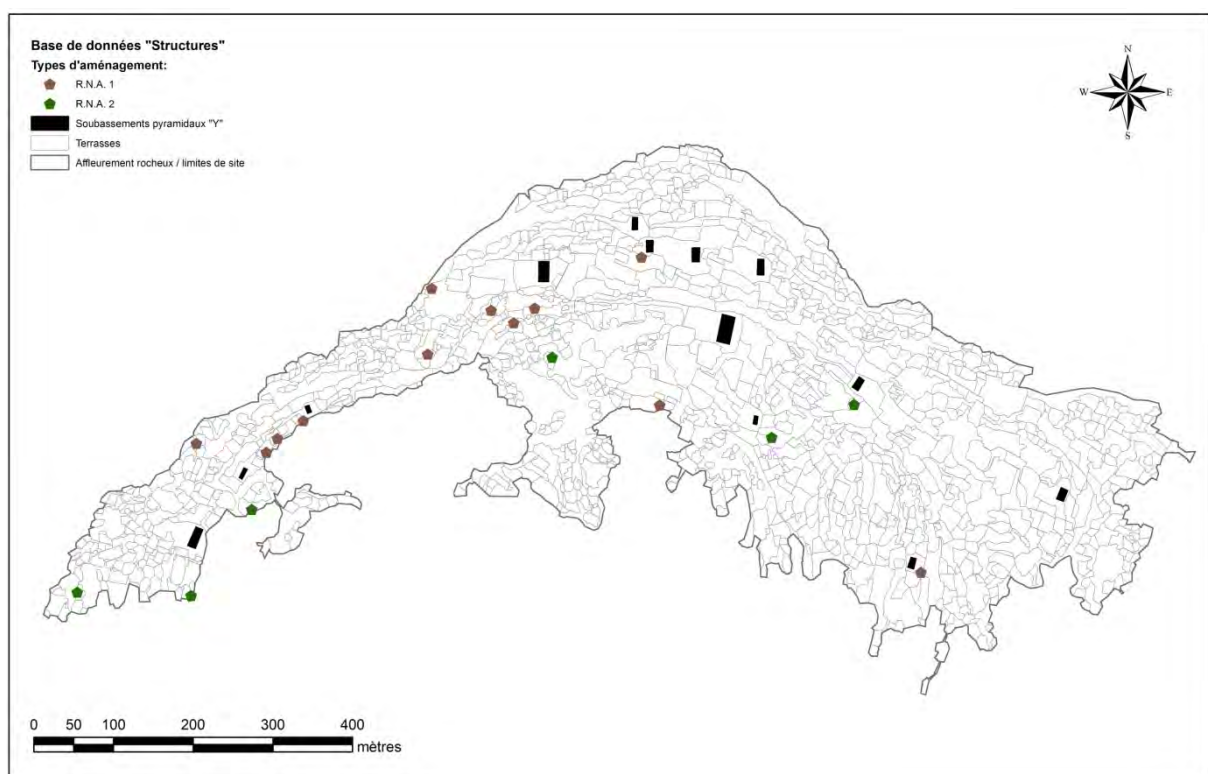 Base de données "Structures"
Types d'aménagement:
R.N.A. 1
R.N.A. 2
Soubassements pyramidaux "Y"
Terrasses
Affleurement rocheux / limites de site
N
W E
S
0 50 100 200 300 400
mètres